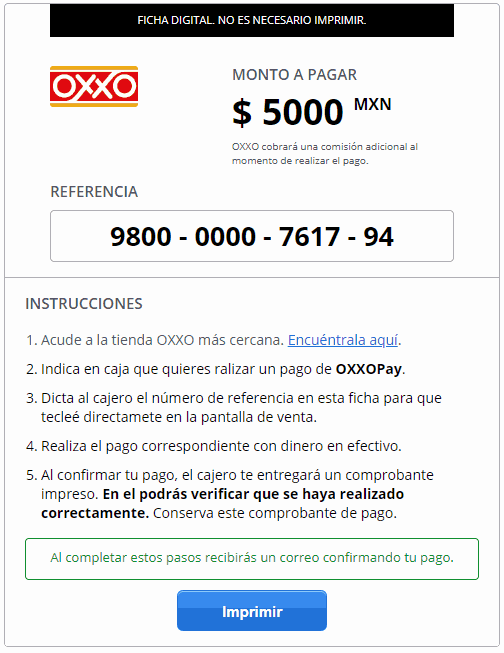 FICHA DIGITAL. NO ES NECESARIO IMPRIMIR.
OXXO
MONTO A PAGAR
$ 5000 MXN
OXXO cobrará una comisión adicional al
momento de realizar el pago.
REFERENCIA
9800 - 0000 - 7617 - 94
INSTRUCCIONES
1. Acude a la tienda OXXO más cercana. Encuéntrala aquí.
2. Indica en caja que quieres ralizar un pago de OXXOPay.
3. Dicta al cajero el número de referencia en esta ficha para que
tecleé directamete en la pantalla de venta.
4. Realiza el pago correspondiente con dinero en efectivo.
5. Al confirmar tu pago, el cajero te entregará un comprobante
impreso. En el podrás verificar que se haya realizado
correctamente. Conserva este comprobante de pago.
Al completar estos pasos recibirás un correo confirmando tu pago.
Imprimir